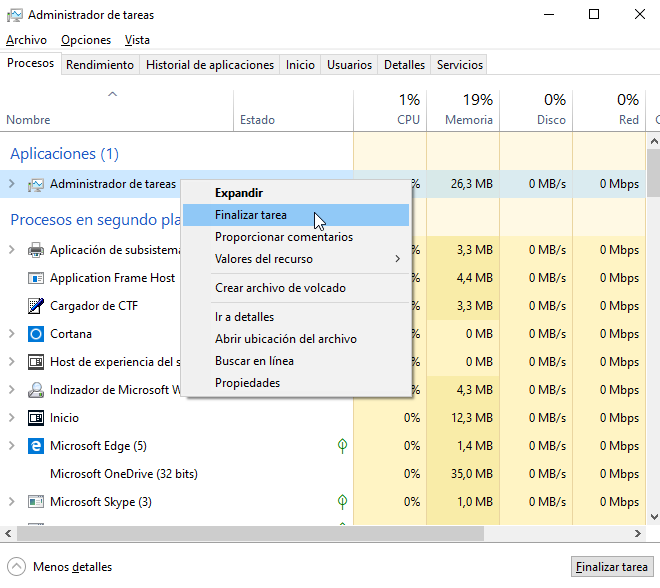 Administrador de tareas
Archivo Opciones Vista
Procesos Rendimiento Historial de aplicaciones Inicio Usuarios Detalles Servicios
1% 19% 0% 0%
Nombre Estado CPU Memoria Disco Red
Aplicaciones (1)
Administrador de tareas % 26,3 MB 0 MB/s 0 Mbps
Expandir
Finalizar tarea
Proporcionar comentarios
Valores del recurso
Crear archivo de volcado
Ir a detalles
Abrir ubicación del archivo
Buscar en línea
Propiedades
Procesos en segundo pla
Aplicación de subsistema % 3,3 MB 0 MB/s 0 Mbps
Application Frame Host % 4,4 MB 0 MB/s 0 Mbps
Cargador de CTF % 3,3 MB 0 MB/s 0 Mbps
Cortana % 0 MB 0 MB/s 0 Mbps
Host de experiencia del s % 0 MB 0 MB/s 0 Mbps
Indizador de Microsoft W % 4,3 MB 0 MB/s 0 Mbps
Inicio 0% 12,3 MB 0 MB/s 0 Mbps
Microsoft Edge (5) 0% 1,4 MB 0 MB/s 0 Mbps
Microsoft OneDrive (32 bits) 0% 35,0 MB 0 MB/s 0 Mbps
Microsoft Skype (3) 0% 1,0 MB 0 MB/s 0 Mbps
Menos detalles Finalizar tarea